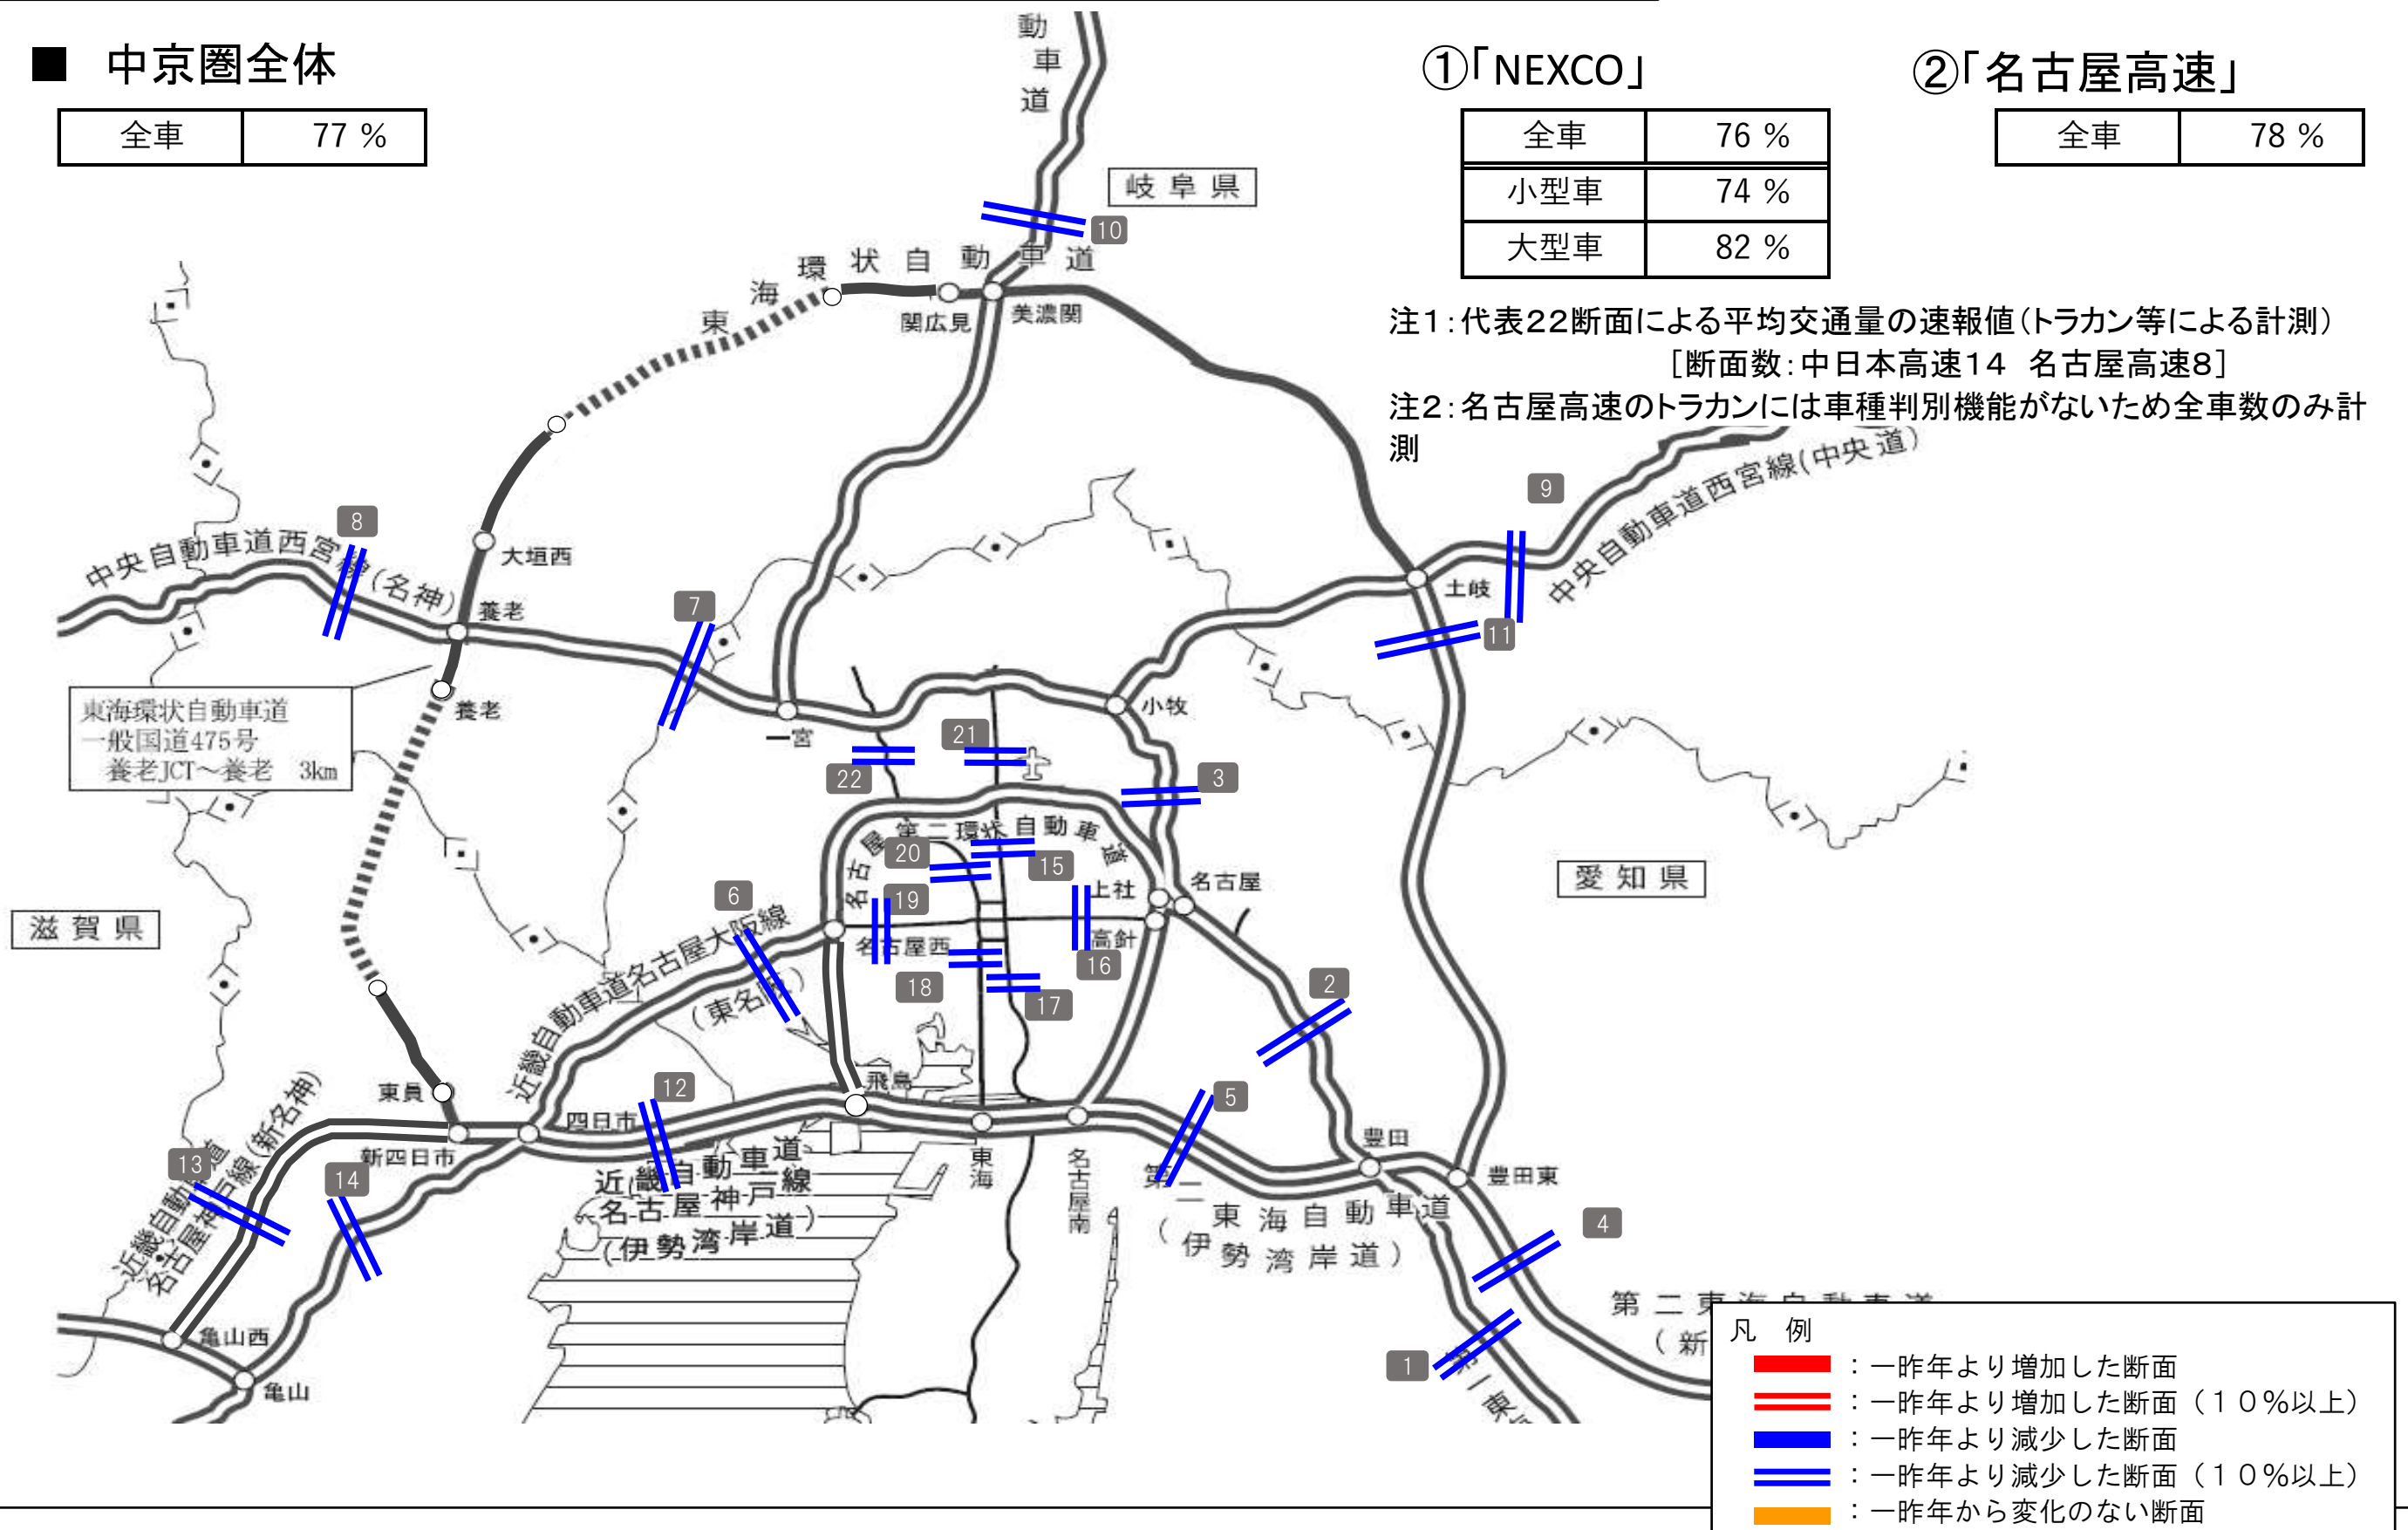 ■ 中京圏全体
全車 77 %
①｢NEXCO｣
全車 76 %
小型車 74 %
大型車 82 %
②｢名古屋高速｣
全車 78 %
注１：代表２２断面による平均交通量の速報値（トラカン等による計測）
［断面数：中日本高速１４ 名古屋高速８］
注２：名古屋高速のトラカンには車種判別機能がないため全車数のみ計
測
動車道
岐阜県
10
東海環状自動車道
関広見
美濃関
9
中央自動車道西宮線(中央道)
8
中央自動車道西宮線(名神)
大垣西
養老
7
土岐
11
東海環状自動車道
一般国道475号
養老JCT～養老 3km
養老
一宮
小牧
21
22
3
名古屋第二環状自動車道
20
15
上社
名古屋
愛知県
滋賀県
6
19
名古屋西
高針
16
近畿自動車道名古屋大阪線
(東名阪)
18
17
2
飛島
東員
12
5
四日市
新四日市
13
14
近畿自動車道
名古屋神戸線(新名神)
近畿自動車道
名古屋神戸線
(伊勢湾岸道)
東海
名古屋南
豊田
豊田東
第二東海自動車道
(伊勢湾岸道)
4
亀山西
亀山
1
第一東
第二東海自動車道
(新
凡 例
：一昨年より増加した断面
：一昨年より増加した断面（１０％以上）
：一昨年より減少した断面
：一昨年より減少した断面（１０％以上）
：一昨年から変化のない断面